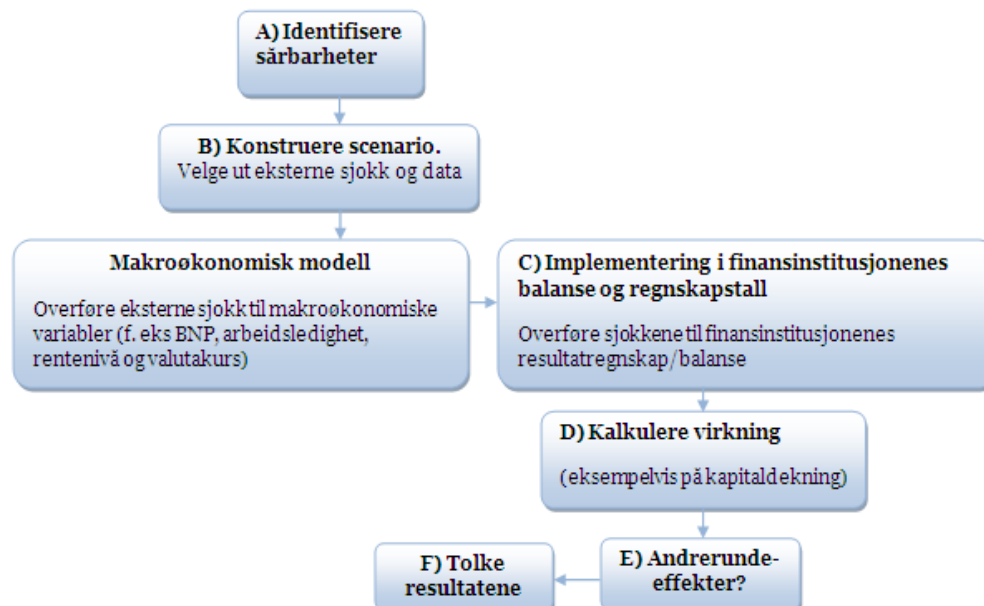 A) Identifisere
sårbarheter
B) Konstruere scenario.
Velge ut eksterne sjokk og data
Makroøkonomisk modell
Overføre eksterne sjokk til makroøkonomiske
variabler (f. eks BNP, arbeidsledighet,
rentenivå og valutakurs)
C) Implementering i finansinstitusjonenes
balanse og regnskapstall
Overføre sjokkene til finansinstitusjonenes
resultatregnskap/balanse
D) Kalkulere virkning
(eksempelvis på kapitaldekning)
E) Andrerunde-
effekter?
F) Tolke
resultatene